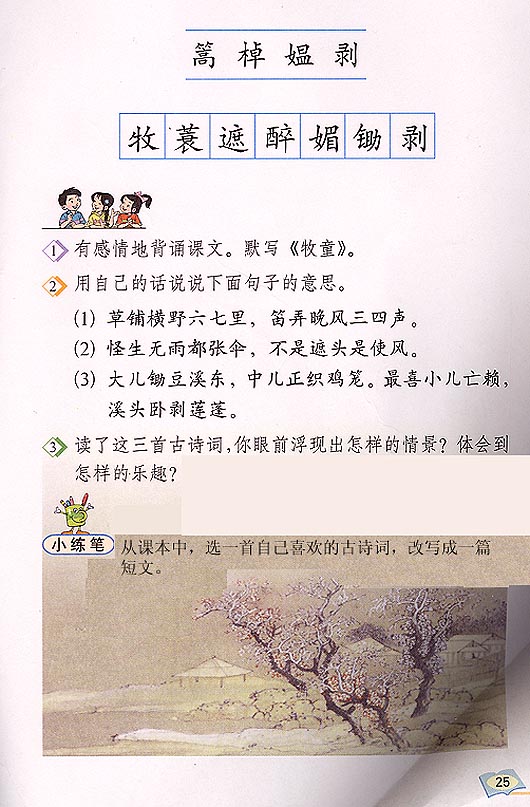 篙 棹 媪 剥
牧 蓑 遮 醉 媚 锄 剥
1 有感情地背诵课文。默写《牧童》。
2 用自己的话说说下面句子的意思。
(1) 草铺横野六七里，笛弄晚风三四声。
(2) 怪生无雨都张伞，不是遮头是使风。
(3) 大儿锄豆溪东，中儿正织鸡笼。最喜小儿亡赖，
溪头卧剥莲蓬。
3 读了这三首古诗词，你眼前浮现出怎样的情景？体会到
怎样的乐趣？
小练笔
从课本中，选一首自己喜欢的古诗词，改写成一篇
短文。
25